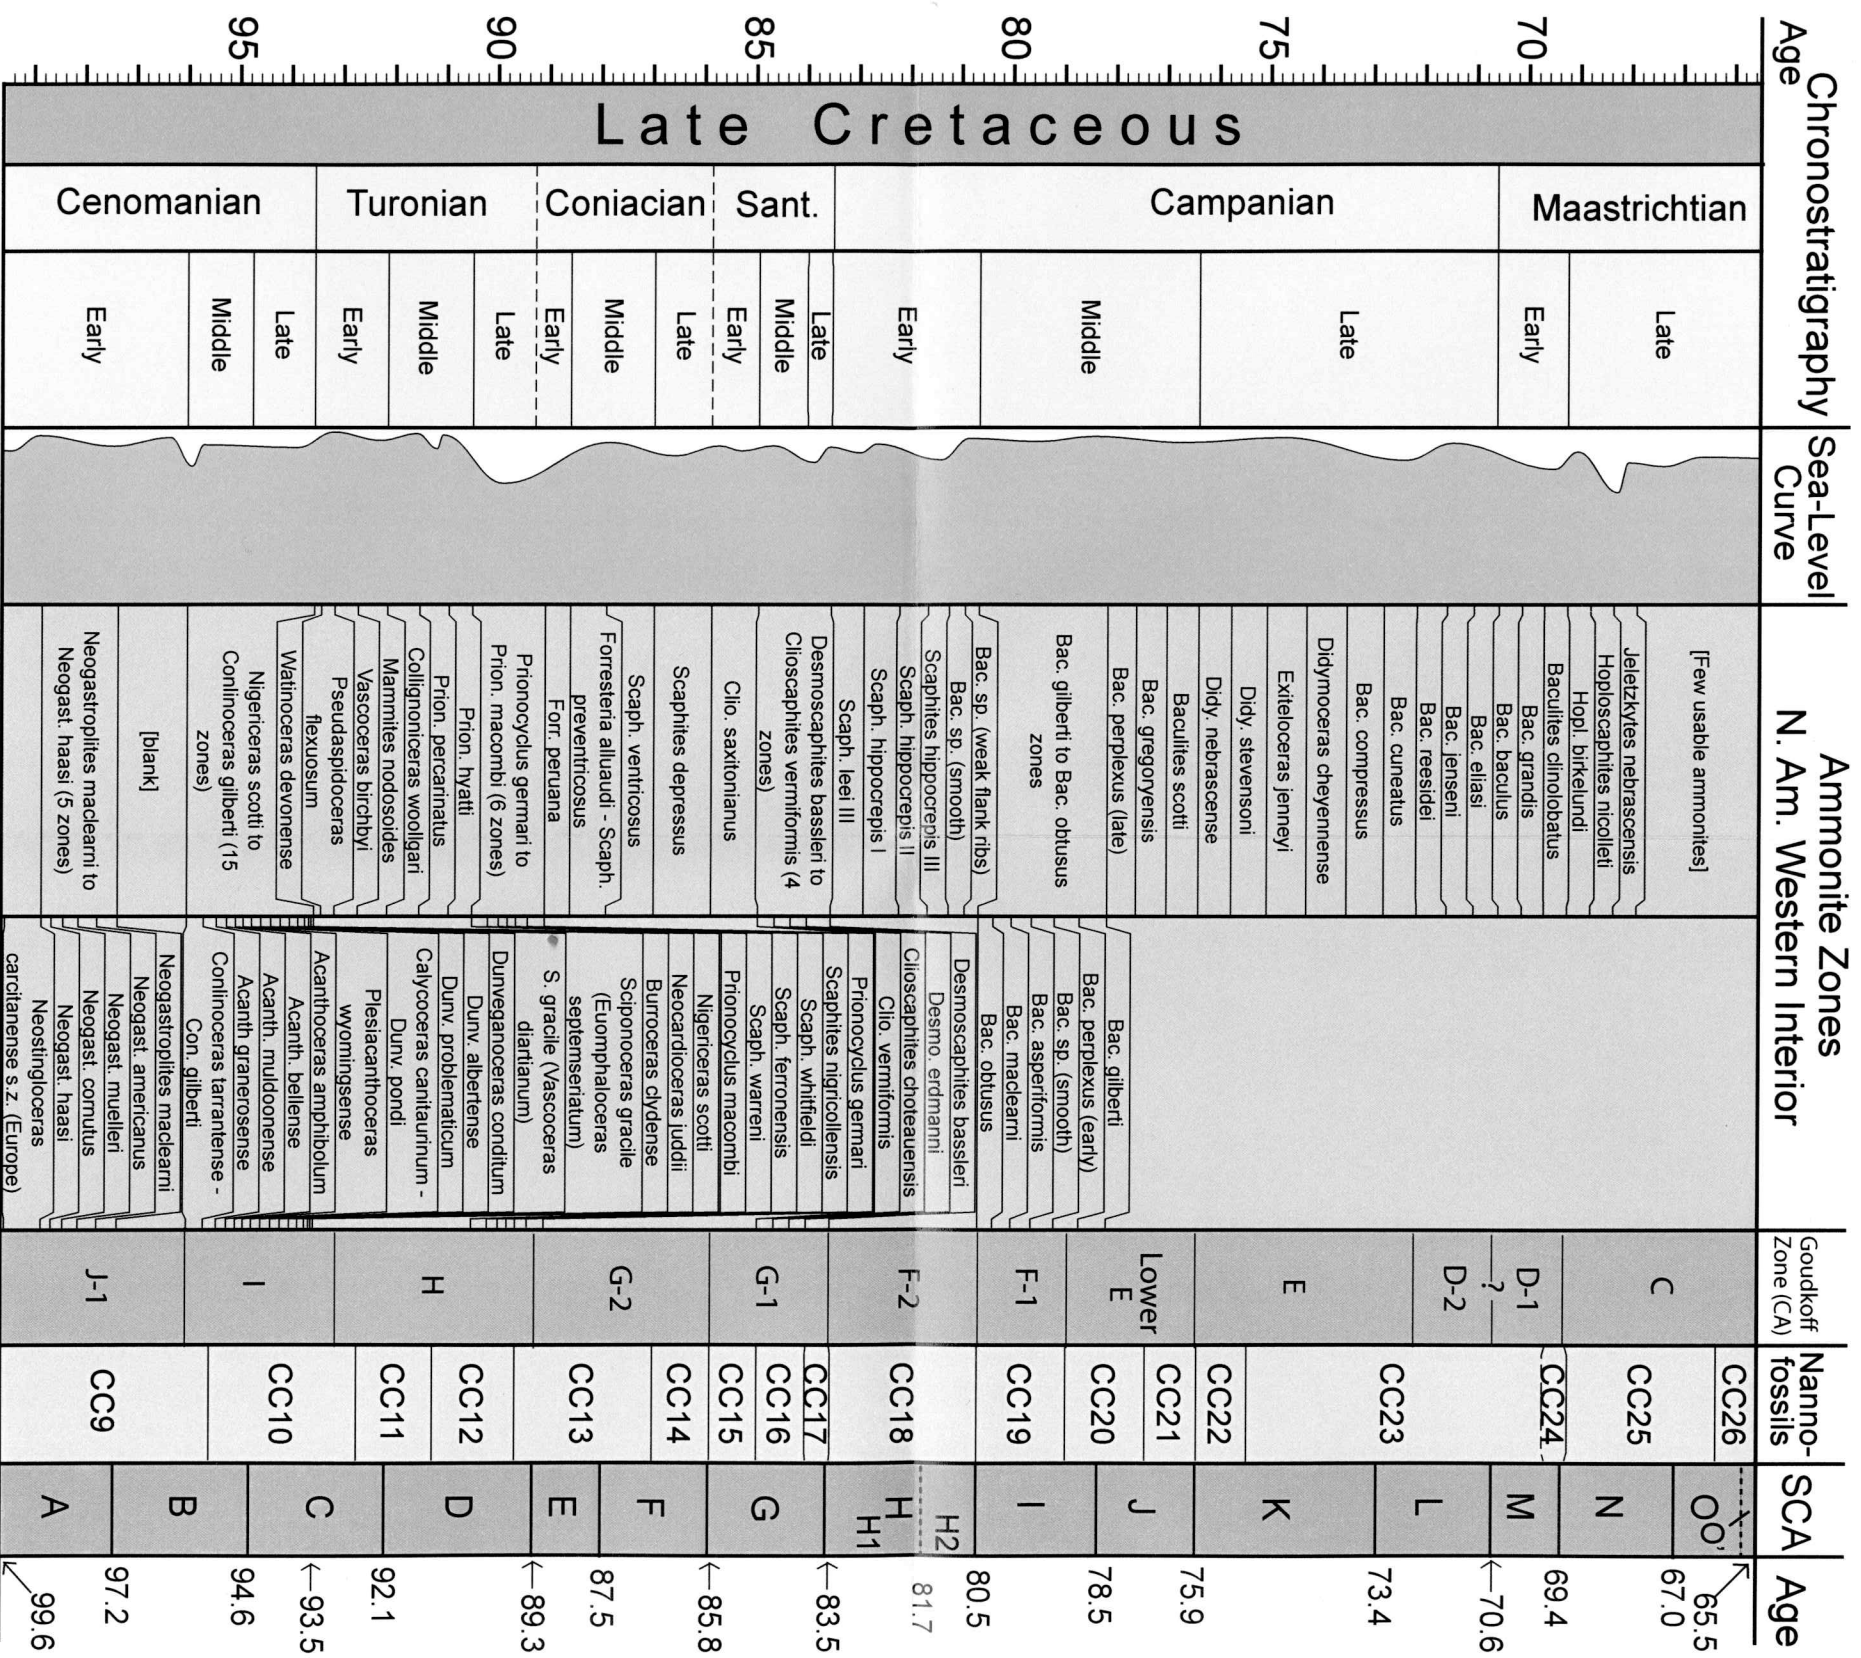 Chronostratigraphy
Age
Sea-Level
Curve
Ammonite Zones
N. Am. Western Interior
Goudkoff
Zone (CA)
Nanno-
fossils
SCA
Age
70
75
80
85
90
95
Late Cretaceous
Maastrichtian
Campanian
Sant.
Coniacian
Turonian
Cenomanian
Late
Early
Late
Middle
Early
Late
Middle
Early
Late
Middle
Early
Late
Middle
Early
Late
Middle
Early
[Few usable ammonites]
Jeletzkytes nebrascensis
Hoploscaphites nicolleti
Hopl. birkelundi
Baculites clinolobatus
Bac. grandis
Bac. baculus
Bac. eliasi
Bac. jenseni
Bac. reesidei
Bac. cuneatus
Bac. compressus
Didymoceras cheyennense
Exiteloceras jenneyi
Didy. stevensoni
Didy. nebrascense
Baculites scotti
Bac. gregoryensis
Bac. perplexus (late)
Bac. gilberti to Bac. obtusus
zones
Bac. sp. (weak flank ribs)
Bac. sp. (smooth)
Scaphites hippocrepis III
Scaph. hippocrepis II
Scaph. hippocrepis I
Scaph. leei III
Desmoscaphites bassleri to
Clioscaphites vermiformis (4
zones)
Clio. saxitonianus
Scaphites depressus
Scaph. ventricosus
Forresteria alluaudi - Scaph.
preventricosus
Forr. peruana
Prionocyclus germari to
Prion. macombi (6 zones)
Prion. hyatti
Prion. percarinatus
Collignoniceras woollgari
Mammites nodosoides
Vascoceras birchbyi
Pseudaspidoceras
flexuosum
Watinoceras devonense
Nigericeras scotti to
Conlinoceras gilberti (15
zones)
[blank]
Neogastroplites maclearni to
Neogast. haasi (5 zones)
Bac. gilberti
Bac. perplexus (early)
Bac. sp. (smooth)
Bac. asperiformis
Bac. maclearni
Bac. obtusus
Desmoscaphites bassleri
Desmo. erdmanni
Clioscaphites choteauensis
Clio. vermiformis
Prionocyclus germari
Scaphites nigricollensis
Scaph. whitfieldi
Scaph. ferronensis
Scaph. warreni
Prionocyclus macombi
Nigericeras scotti
Neocardioceras juddii
Burroceras clydense
Sciponoceras gracile
(Euomphaloceras
septemseriatum)
S. gracile (Vascoceras
diartianum)
Dunveganoceras conditum
Dunv. albertense
Dunv. problematicum
Calycoceras canitaurinum -
Dunv. pondi
Plesiacanthoceras
wyomingsense
Acanthoceras amphibolum
Acanth. bellense
Acanth. muldoonense
Acanth granerosense
Conlinoceras tarrantense -
Con. gilberti
Neogastroplites maclearni
Neogast. americanus
Neogast. muelleri
Neogast. cornutus
Neogast. haasi
Neostingloceras
carcitanense s.z. (Europe)
C
D-1
?
D-2
E
Lower
E
F-1
F-2
G-1
G-2
H
I
J-1
CC26
CC25
CC24
CC23
CC22
CC21
CC20
CC19
CC18
CC17
CC16
CC15
CC14
CC13
CC12
CC11
CC10
CC9
O'
O
N
M
L
K
J
I
H
H2
H1
G
F
E
D
C
B
A
65.5
67.0
69.4
←70.6
73.4
75.9
78.5
80.5
81.7
←83.5
←85.8
87.5
←89.3
92.1
←93.5
94.6
97.2
99.6